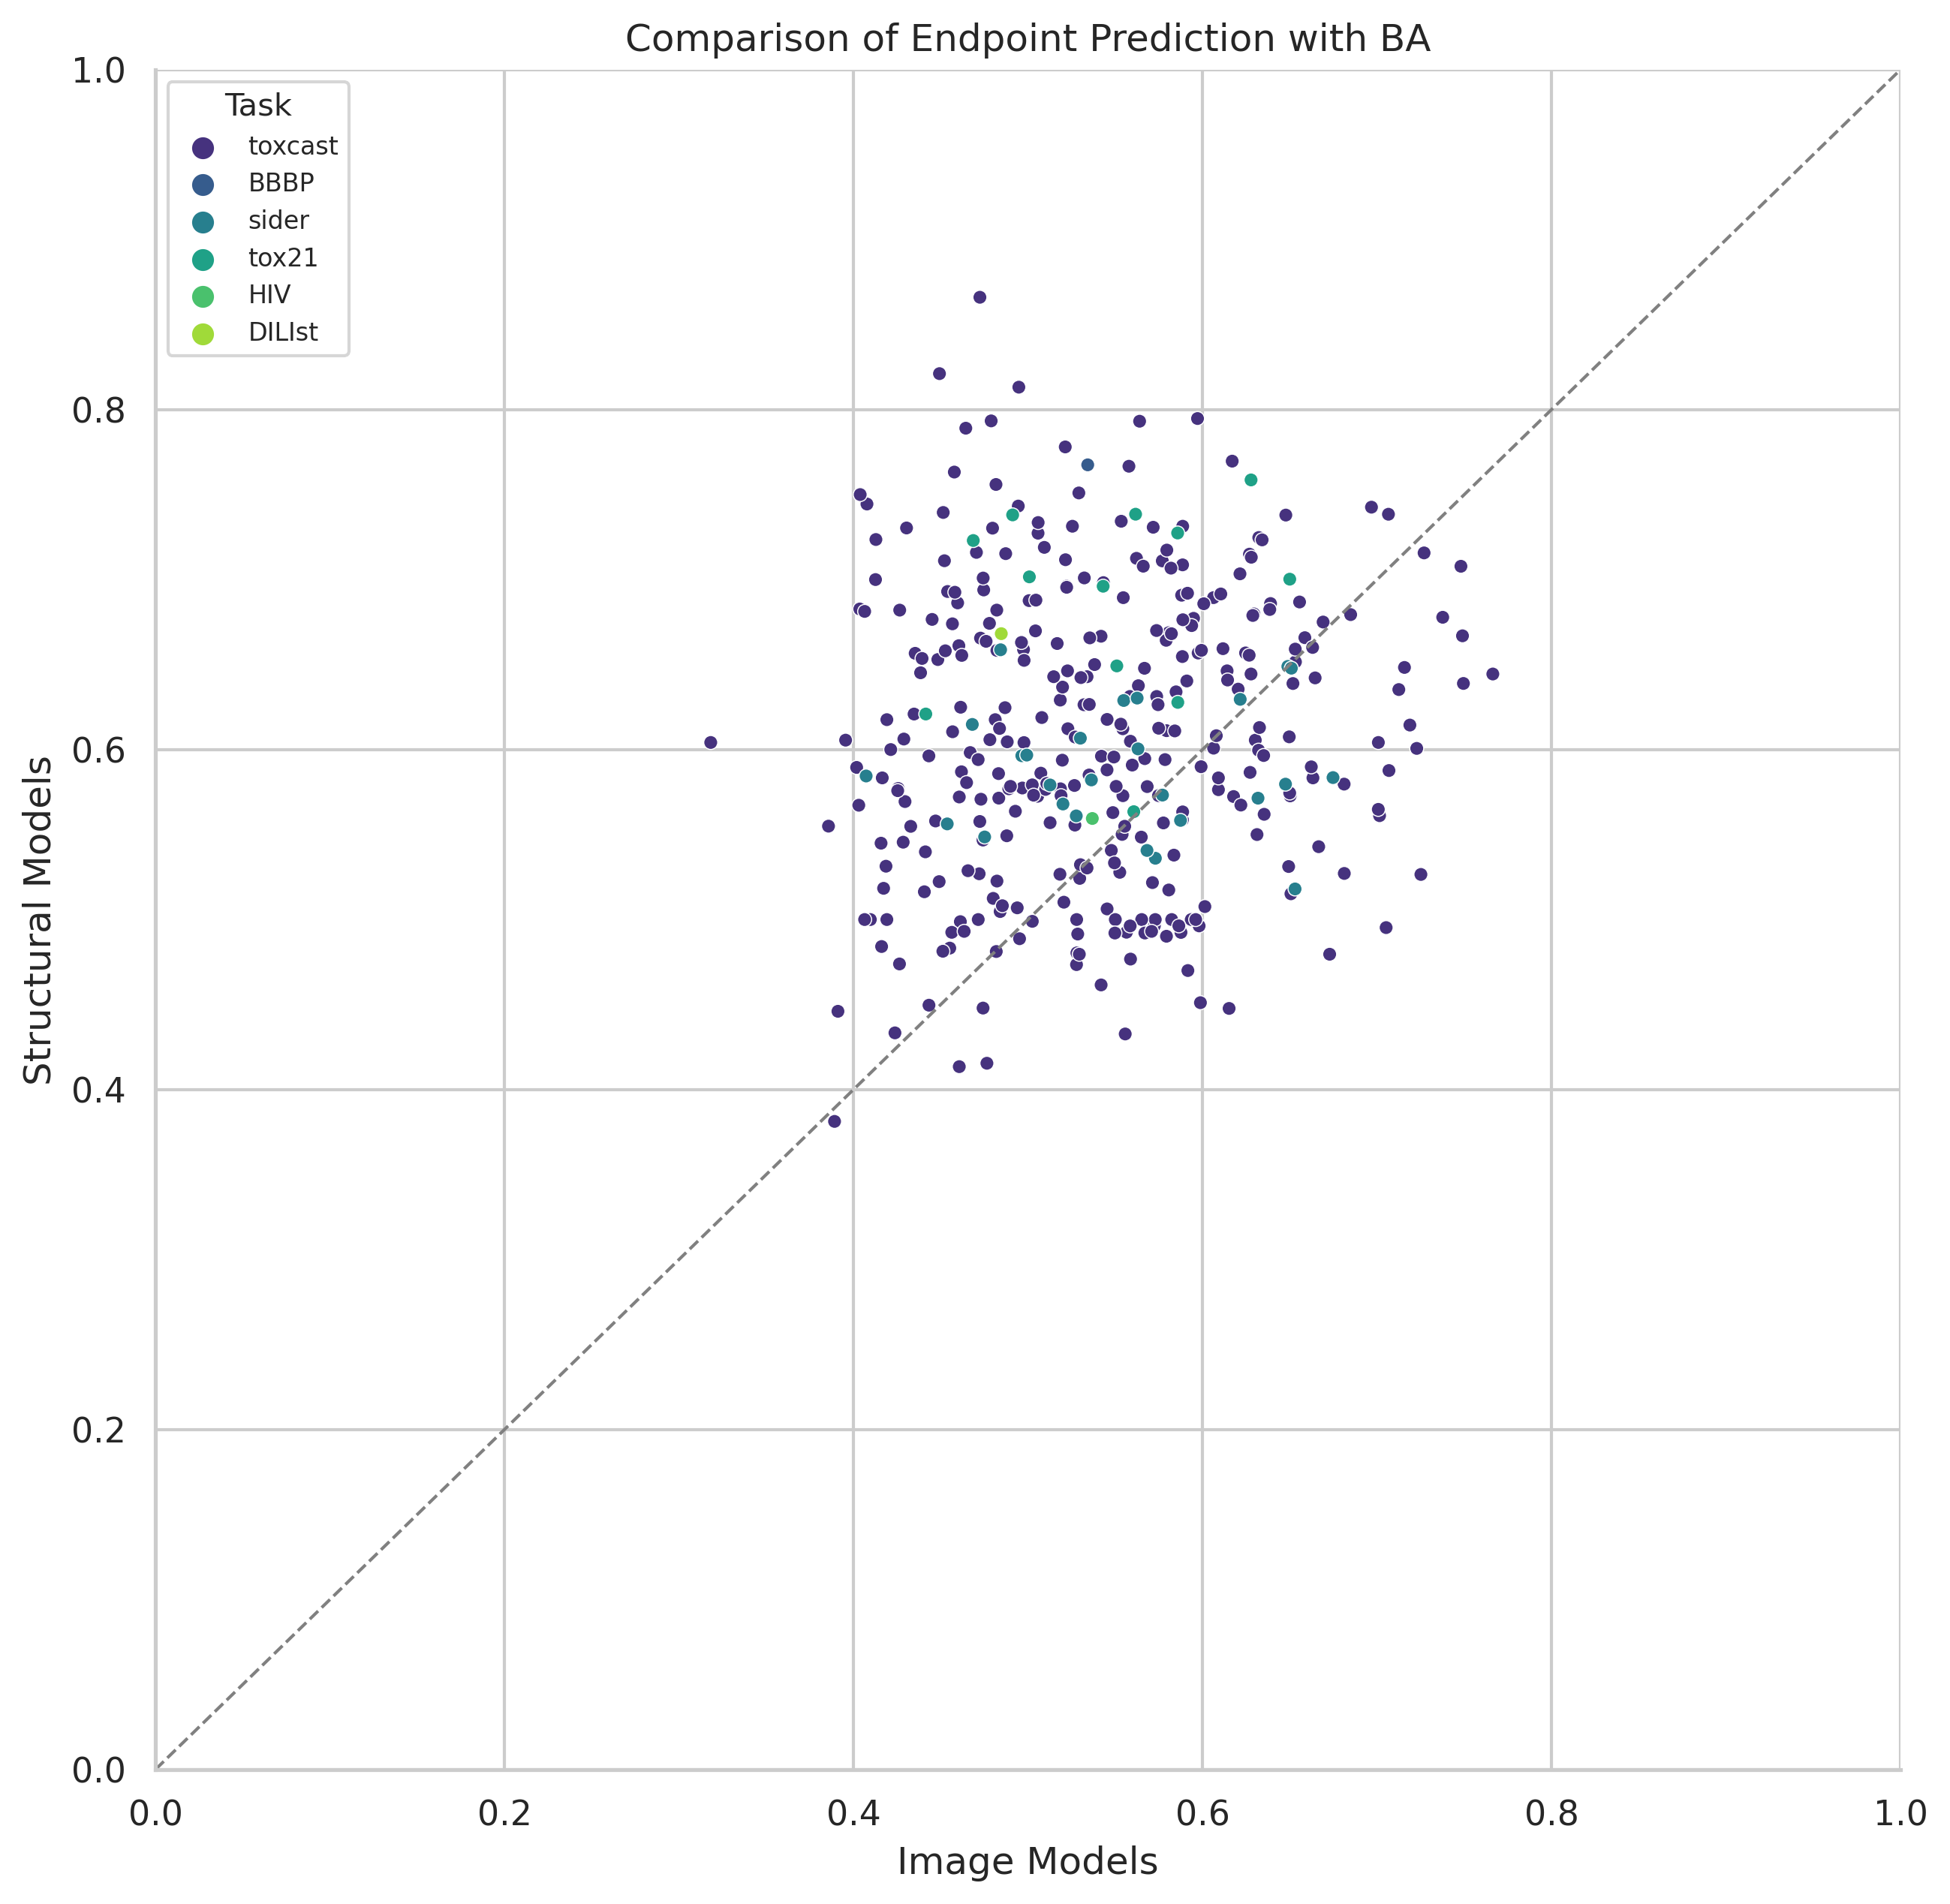 Comparison of Endpoint Prediction with BA
1.0
0.8
0.6
0.4
0.2
0.0
Structural Models
Task
toxcast
BBBP
sider
tox21
HIV
DILIst
0.0 0.2 0.4 0.6 0.8 1.0
Image Models